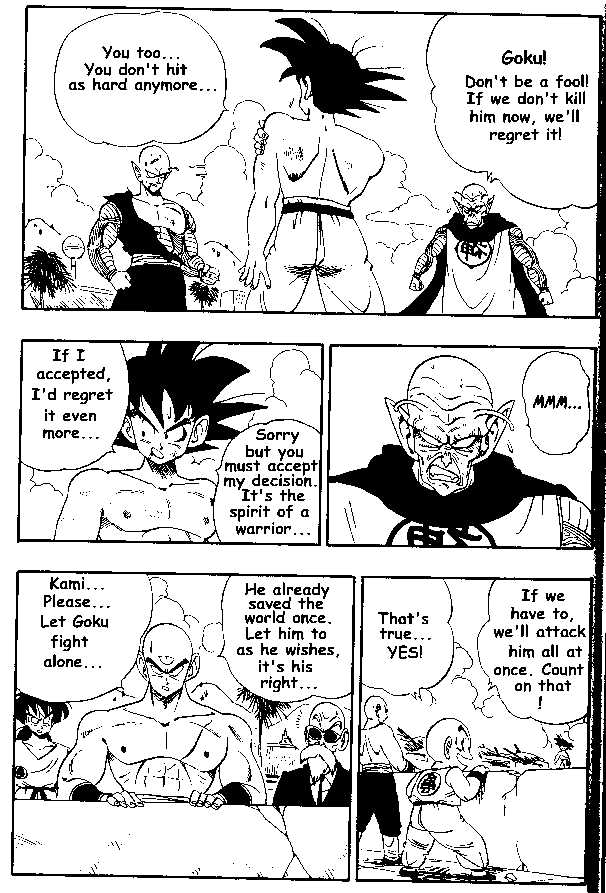 You too...
You don't hit
as hard anymore...
Goku!
Don't be a fool!
If we don't kill
him now, we'll
regret it!
If I
accepted,
I'd regret
it even
more...
Sorry
but you
must accept
my decision.
It's the
spirit of a
warrior...
MMM...
Kami...
Please...
Let Goku
fight
alone...
He already
saved the
world once.
Let him to
as he wishes,
it's his
right...
That's
true...
YES!
If we
have to,
we'll attack
him all at
once. Count
on that
!